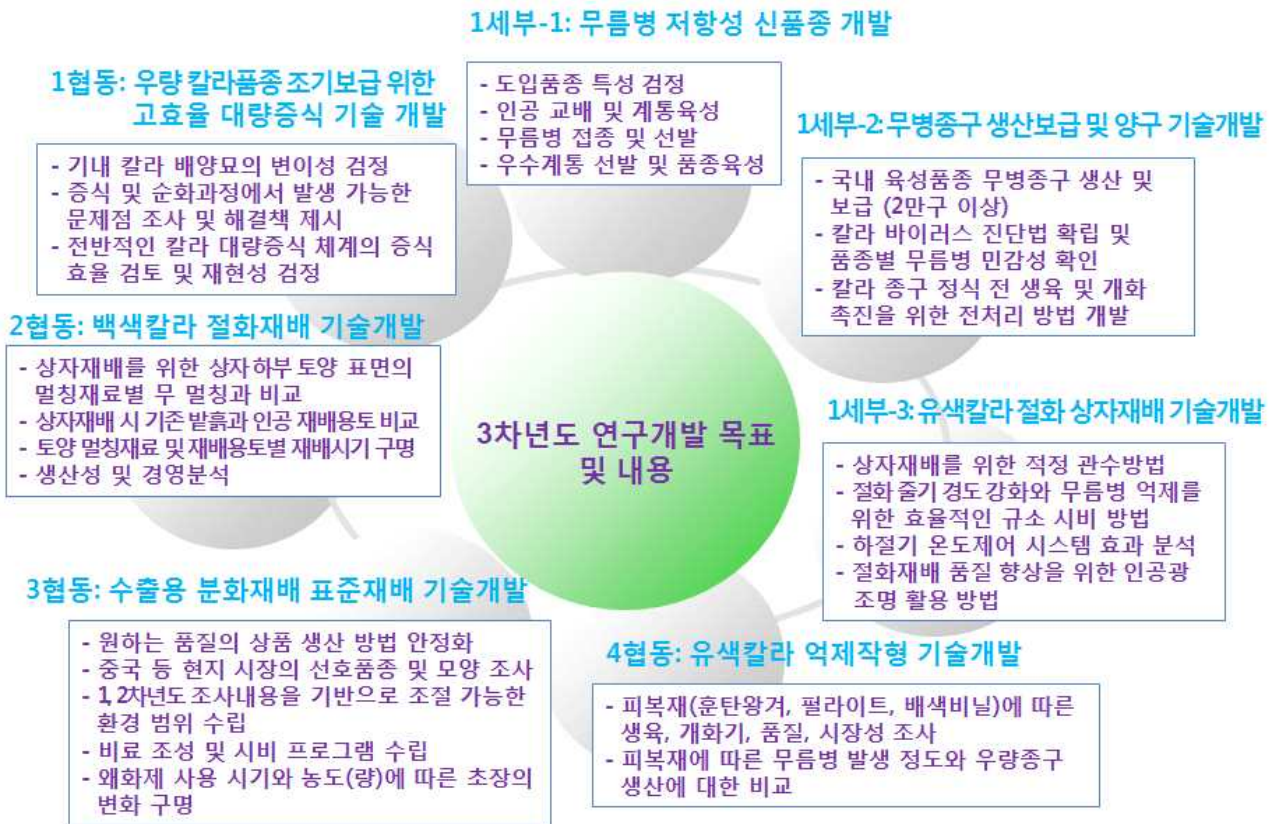 1세부-1: 무름병 저항성 신품종 개발
- 도입품종 특성 검정
- 인공 교배 및 계통육성
- 무름병 접종 및 선발
- 우수계통 선발 및 품종육성
1협동: 우량 칼라품종 조기보급 위한
고효율 대량증식 기술 개발
- 기내 칼라 배양묘의 변이성 검정
- 증식 및 순화과정에서 발생 가능한
문제점 조사 및 해결책 제시
- 전반적인 칼라 대량증식 체계의 증식
효율 검토 및 재현성 검정
1세부-2: 무병종구 생산보급 및 양구 기술개발
- 국내 육성품종 무병종구 생산 및
보급 (2만구 이상)
- 칼라 바이러스 진단법 확립 및
품종별 무름병 민감성 확인
- 칼라 종구 정식 전 생육 및 개화
촉진을 위한 전처리 방법 개발
2협동: 백색칼라 절화재배 기술개발
- 상자재배를 위한 상자하부 토양 표면의
멀칭재료별 무 멀칭과 비교
- 상자재배 시 기존 밭흙과 인공 재배용토 비교
- 토양 멀칭재료 및 재배용토별 재배시기 구명
- 생산성 및 경영분석
3차년도 연구개발 목표
및 내용
1세부-3: 유색칼라 절화 상자재배 기술개발
- 상자재배를 위한 적정 관수방법
- 절화 줄기 경도 강화와 무름병 억제를
위한 효율적인 규소 시비 방법
- 하절기 온도제어 시스템 효과 분석
- 절화재배 품질 향상을 위한 인공광
조명 활용 방법
3협동: 수출용 분화재배 표준재배 기술개발
- 원하는 품질의 상품 생산 방법 안정화
- 중국 등 현지 시장의 선호품종 및 모양 조사
- 1,2차년도 조사내용을 기반으로 조절 가능한
환경 범위 수립
- 비료 조성 및 시비 프로그램 수립
- 왜화제 사용 시기와 농도(량)에 따른 초장의
변화 구명
4협동: 유색칼라 억제작형 기술개발
- 피복재(훈탄왕겨, 펄라이트, 배색비닐)에 따른
생육, 개화기, 품질, 시장성 조사
- 피복재에 따른 무름병 발생 정도와 우량종구
생산에 대한 비교